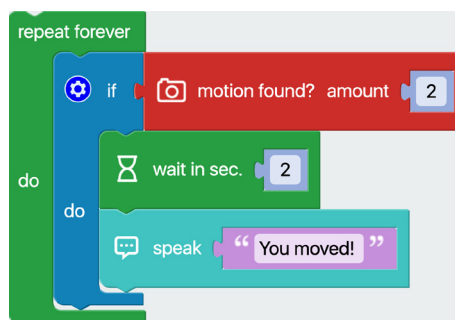 repeat forever
if motion found? amount 2
do
wait in sec. 2
do
speak “ You moved! ”